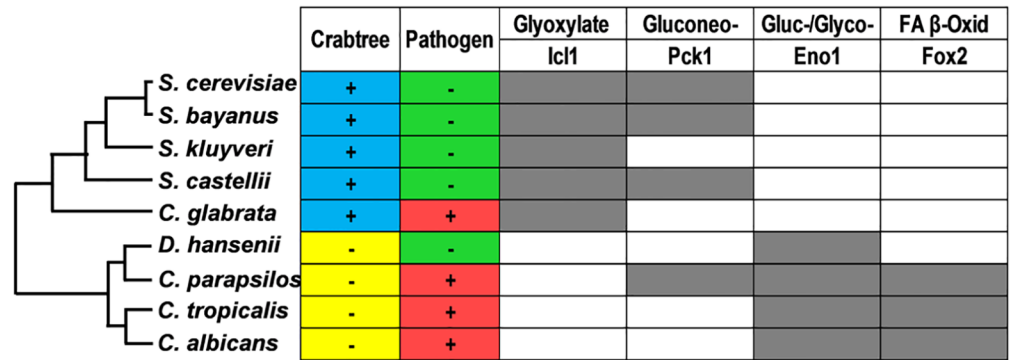 Crabtree Pathogen Glyoxylate Gluconeo- Gluc-/Glyco- FA β-Oxid
Icl1 Pck1 Eno1 Fox2
S. cerevisiae + -
S. bayanus + -
S. kluyveri + -
S. castellii + -
C. glabrata + +
D. hansenii - -
C. parapsilos - +
C. tropicalis - +
C. albicans - +